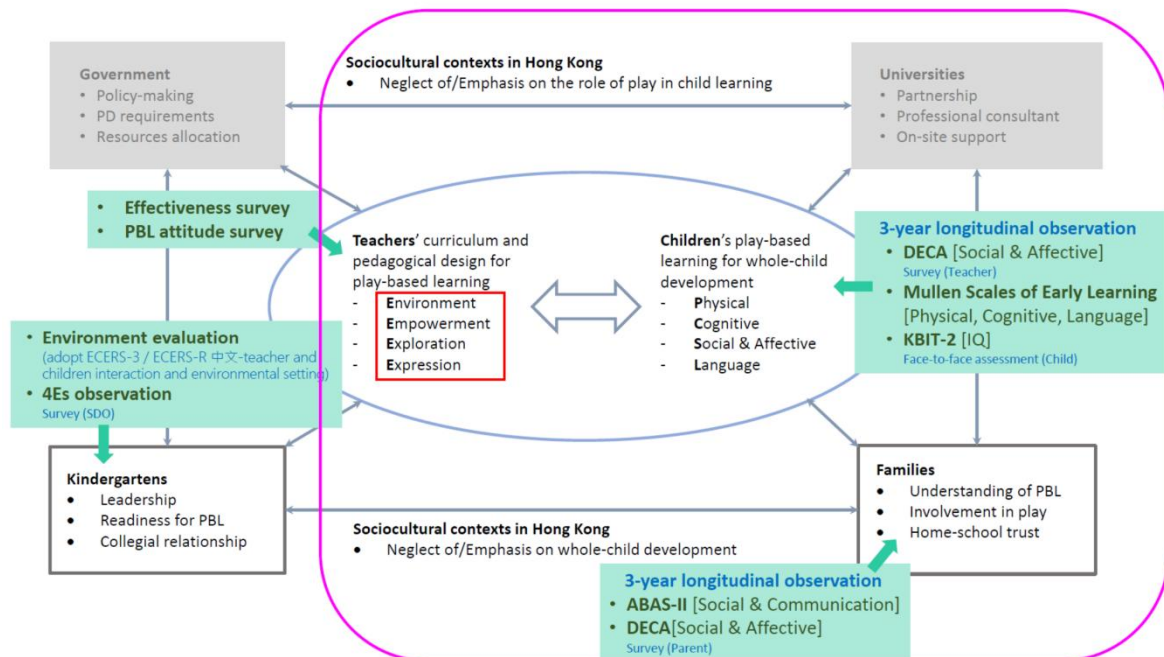 Government
• Policy-making
• PD requirements
• Resources allocation
Sociocultural contexts in Hong Kong
• Neglect of/Emphasis on the role of play in child learning
Universities
• Partnership
• Professional consultant
• On-site support
• Effectiveness survey
• PBL attitude survey
Teachers' curriculum and
pedagogical design for
play-based learning
- Environment
- Empowerment
- Exploration
- Expression
Children's play-based
learning for whole-child
development
- Physical
- Cognitive
- Social & Affective
- Language
3-year longitudinal observation
• DECA [Social & Affective]
Survey (Teacher)
• Mullen Scales of Early Learning
[Physical, Cognitive, Language]
• KBIT-2 [IQ]
Face-to-face assessment (Child)
• Environment evaluation
(adopt ECERS-3 / ECERS-R 中文-teacher and
children interaction and environmental setting)
• 4Es observation
Survey (SDO)
Kindergartens
• Leadership
• Readiness for PBL
• Collegial relationship
Sociocultural contexts in Hong Kong
• Neglect of/Emphasis on whole-child development
Families
• Understanding of PBL
• Involvement in play
• Home-school trust
3-year longitudinal observation
• ABAS-II [Social & Communication]
• DECA[Social & Affective]
Survey (Parent)